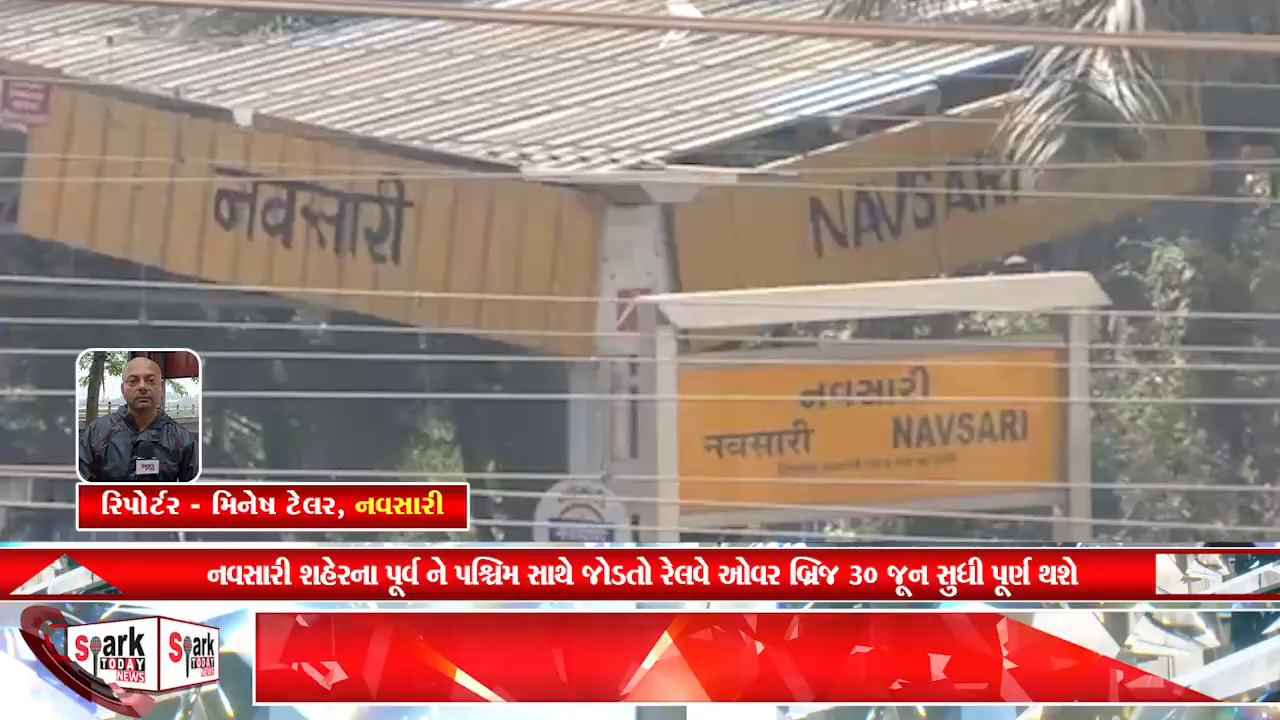 नवसारी
NAVSARI
નવસારી
नवसारी NAVSARI
રિપોર્ટર - મિનેષ ટેલર, નવસારી
નવસારી શહેરના પૂર્વ ને પશ્ચિમ સાથે જોડતો રેલવે ઓવર બ્રિજ ૩૦ જૂન સુધી પૂર્ણ થશે
Spark
TODAY
NEWS
Spark
TODAY
NEWS